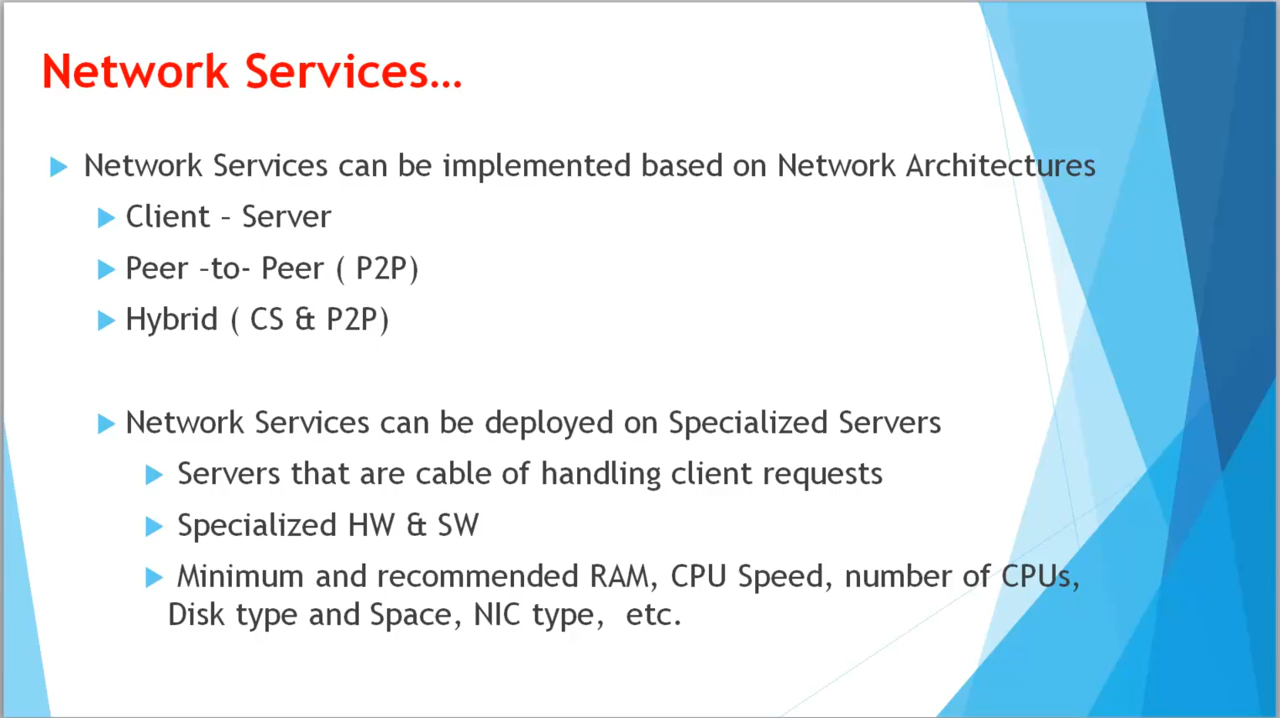 Network Services…
Network Services can be implemented based on Network Architectures
Client – Server
Peer –to- Peer ( P2P)
Hybrid ( CS & P2P)
Network Services can be deployed on Specialized Servers
Servers that are cable of handling client requests
Specialized HW & SW
Minimum and recommended RAM, CPU Speed, number of CPUs,
Disk type and Space, NIC type, etc.